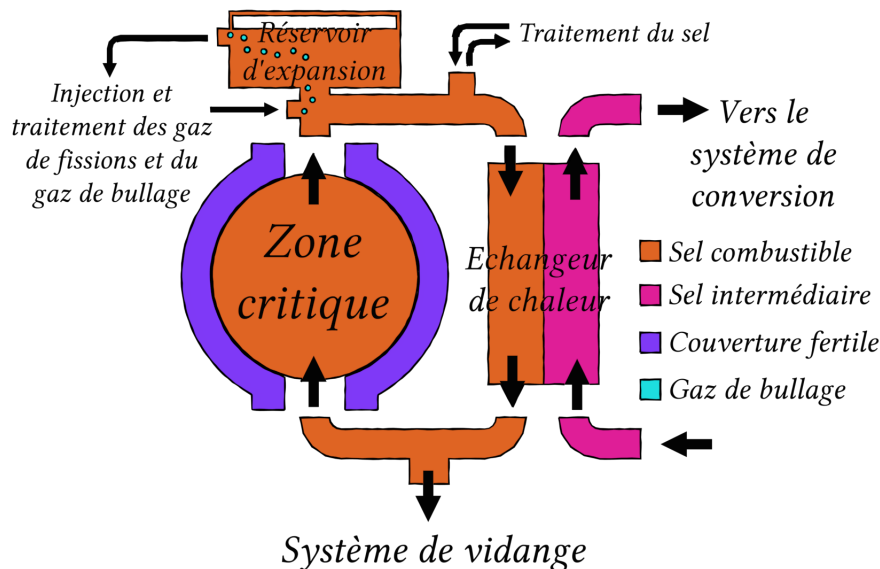 Réservoir
d'expansion
Traitement du sel
Injection et
traitement des gaz
de fissions et du
gaz de bullage
Vers le
système de
conversion
Zone
critique
Echangeur
de chaleur
Sel combustible
Sel intermédiaire
Couverture fertile
Gaz de bullage
Système de vidange